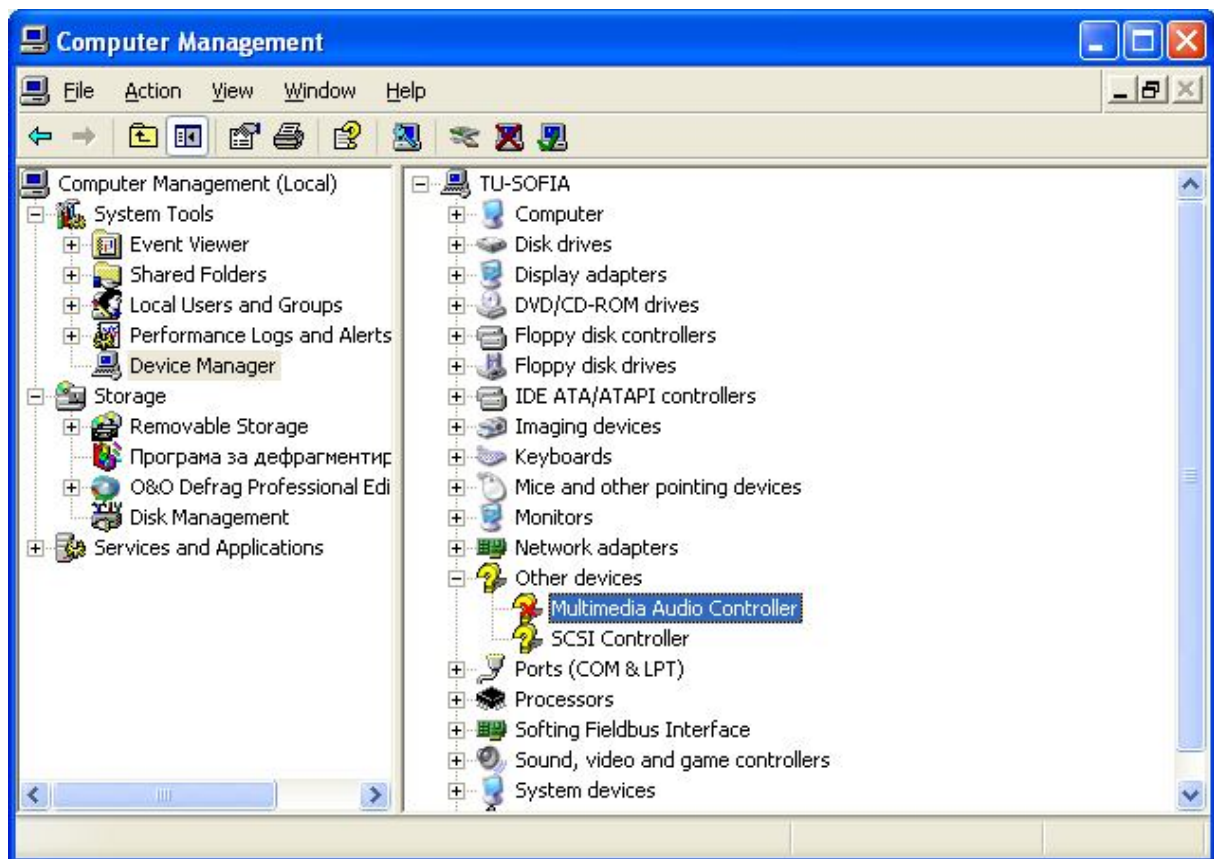 Computer Management
File Action View Window Help
Computer Management (Local)
System Tools
Event Viewer
Shared Folders
Local Users and Groups
Performance Logs and Alerts
Device Manager
Storage
Removable Storage
Програма за дефрагментир
O&O Defrag Professional Edi
Disk Management
Services and Applications
TU-SOFIA
Computer
Disk drives
Display adapters
DVD/CD-ROM drives
Floppy disk controllers
Floppy disk drives
IDE ATA/ATAPI controllers
Imaging devices
Keyboards
Mice and other pointing devices
Monitors
Network adapters
Other devices
Multimedia Audio Controller
SCSI Controller
Ports (COM & LPT)
Processors
Softing Fieldbus Interface
Sound, video and game controllers
System devices